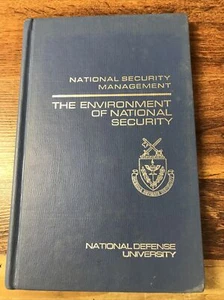 NATIONAL SECURITY
MANAGEMENT
THE ENVIRONMENT
OF NATIONAL
SECURITY
NATIONAL DEFENSE
UNIVERSITY